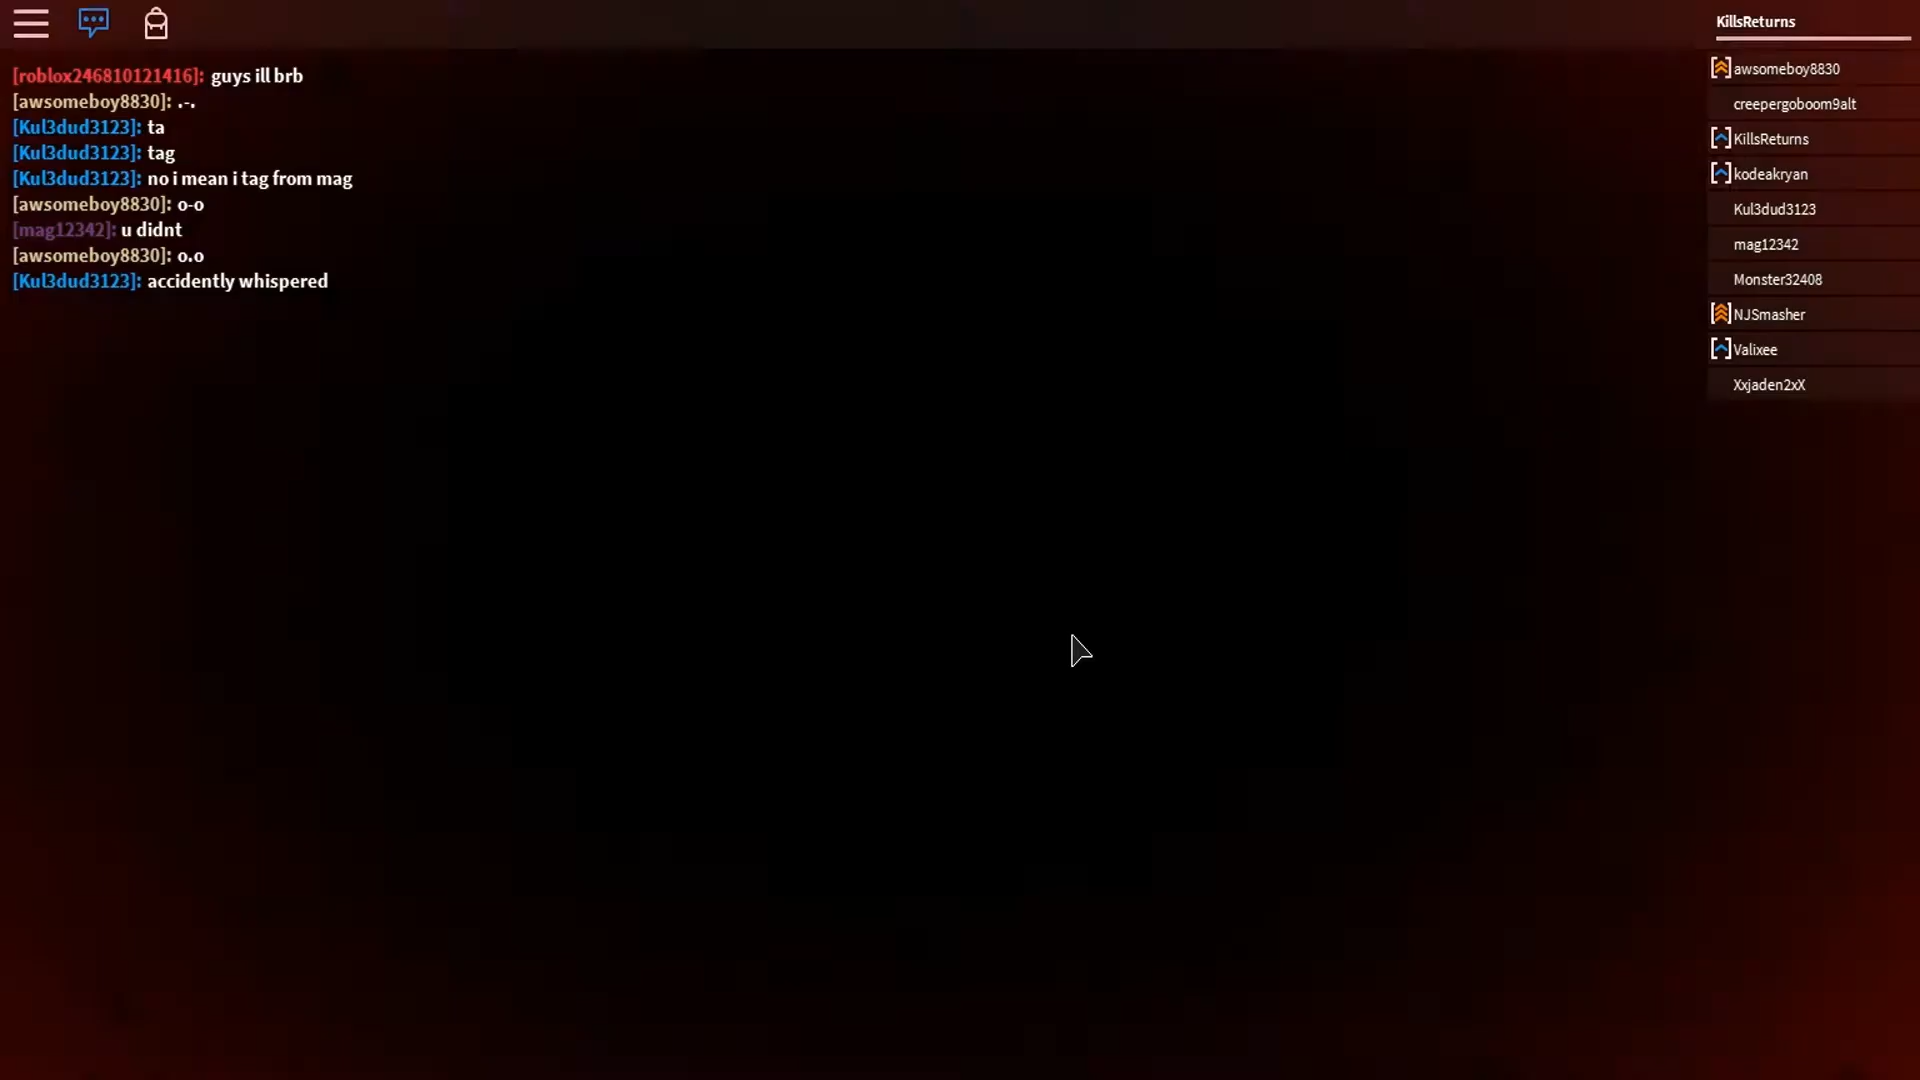 [roblox246810121416]: guys ill brb
[awsomeboy8830]: .-.
[Kul3dud3123]: ta
[Kul3dud3123]: tag
[Kul3dud3123]: no i mean i tag from mag
[awsomeboy8830]: o-o
[mag12342]: u didnt
[awsomeboy8830]: o.o
[Kul3dud3123]: accidently whispered
KillsReturns
awsomeboy8830
creepergoboom9alt
KillsReturns
kodeakryan
Kul3dud3123
mag12342
Monster32408
NJSmasher
Valixee
Xxjaden2xX